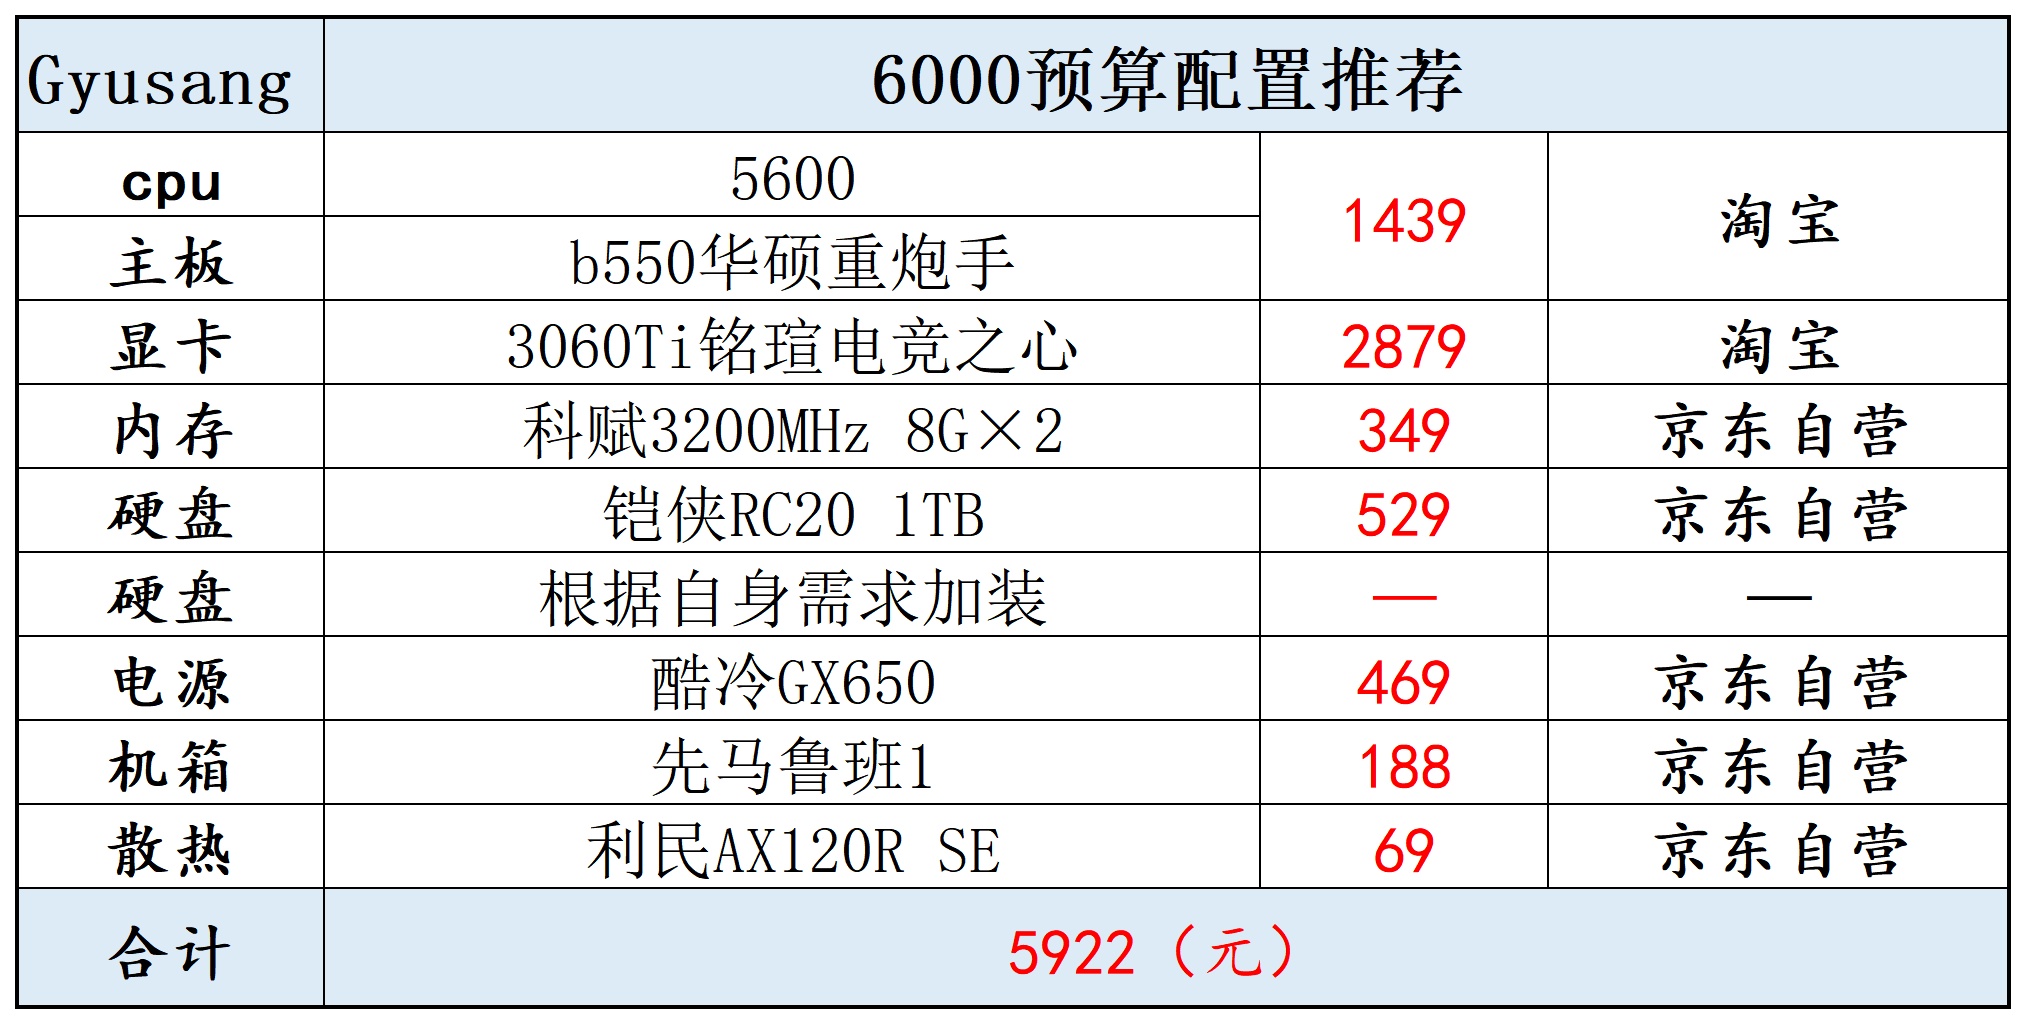 Gyusang 6000预算配置推荐
cpu 5600 1439 淘宝
主板 b550华硕重炮手
显卡 3060Ti铭瑄电竞之心 2879 淘宝
内存 科赋3200MHz 8G×2 349 京东自营
硬盘 铠侠RC20 1TB 529 京东自营
硬盘 根据自身需求加装 — —
电源 酷冷GX650 469 京东自营
机箱 先马鲁班1 188 京东自营
散热 利民AX120R SE 69 京东自营
合计 5922（元）